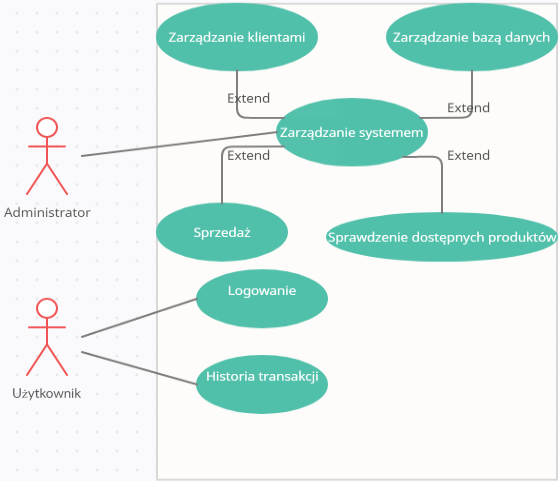 Zarządzanie klientami
Zarządzanie bazą danych
Extend
Extend
Zarządzanie systemem
Extend
Extend
Administrator
Sprzedaż
Sprawdzenie dostępnych produktów
Logowanie
Historia transakcji
Użytkownik